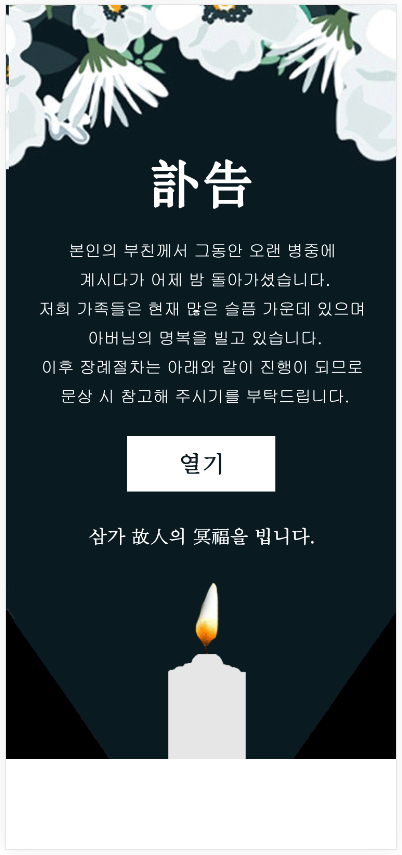 訃告
본인의 부친께서 그동안 오랜 병중에
계시다가 어제 밤 돌아가셨습니다.
저희 가족들은 현재 많은 슬픔 가운데 있으며
아버님의 명복을 빌고 있습니다.
이후 장례절차는 아래와 같이 진행이 되므로
문상 시 참고해 주시기를 부탁드립니다.
열기
삼가 故人의 冥福을 빕니다.